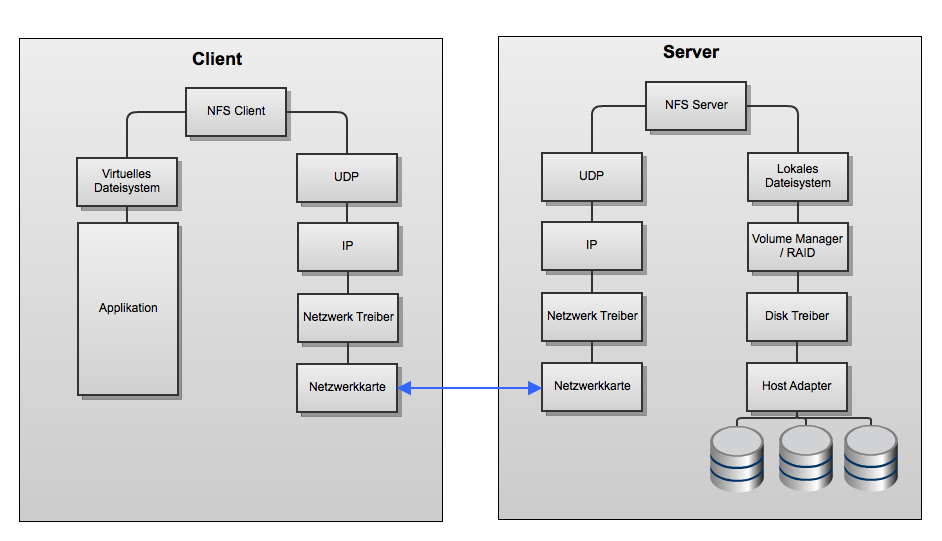 Client
NFS Client
Virtuelles
Dateisystem
Applikation
UDP
IP
Netzwerk Treiber
Netzwerkkarte
Server
NFS Server
UDP
IP
Netzwerk Treiber
Netzwerkkarte
Lokales
Dateisystem
Volume Manager
/ RAID
Disk Treiber
Host Adapter